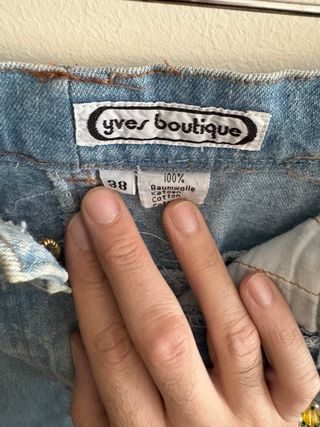 yves boutique
38
100%
Baumwolle
Katoen
Cotton